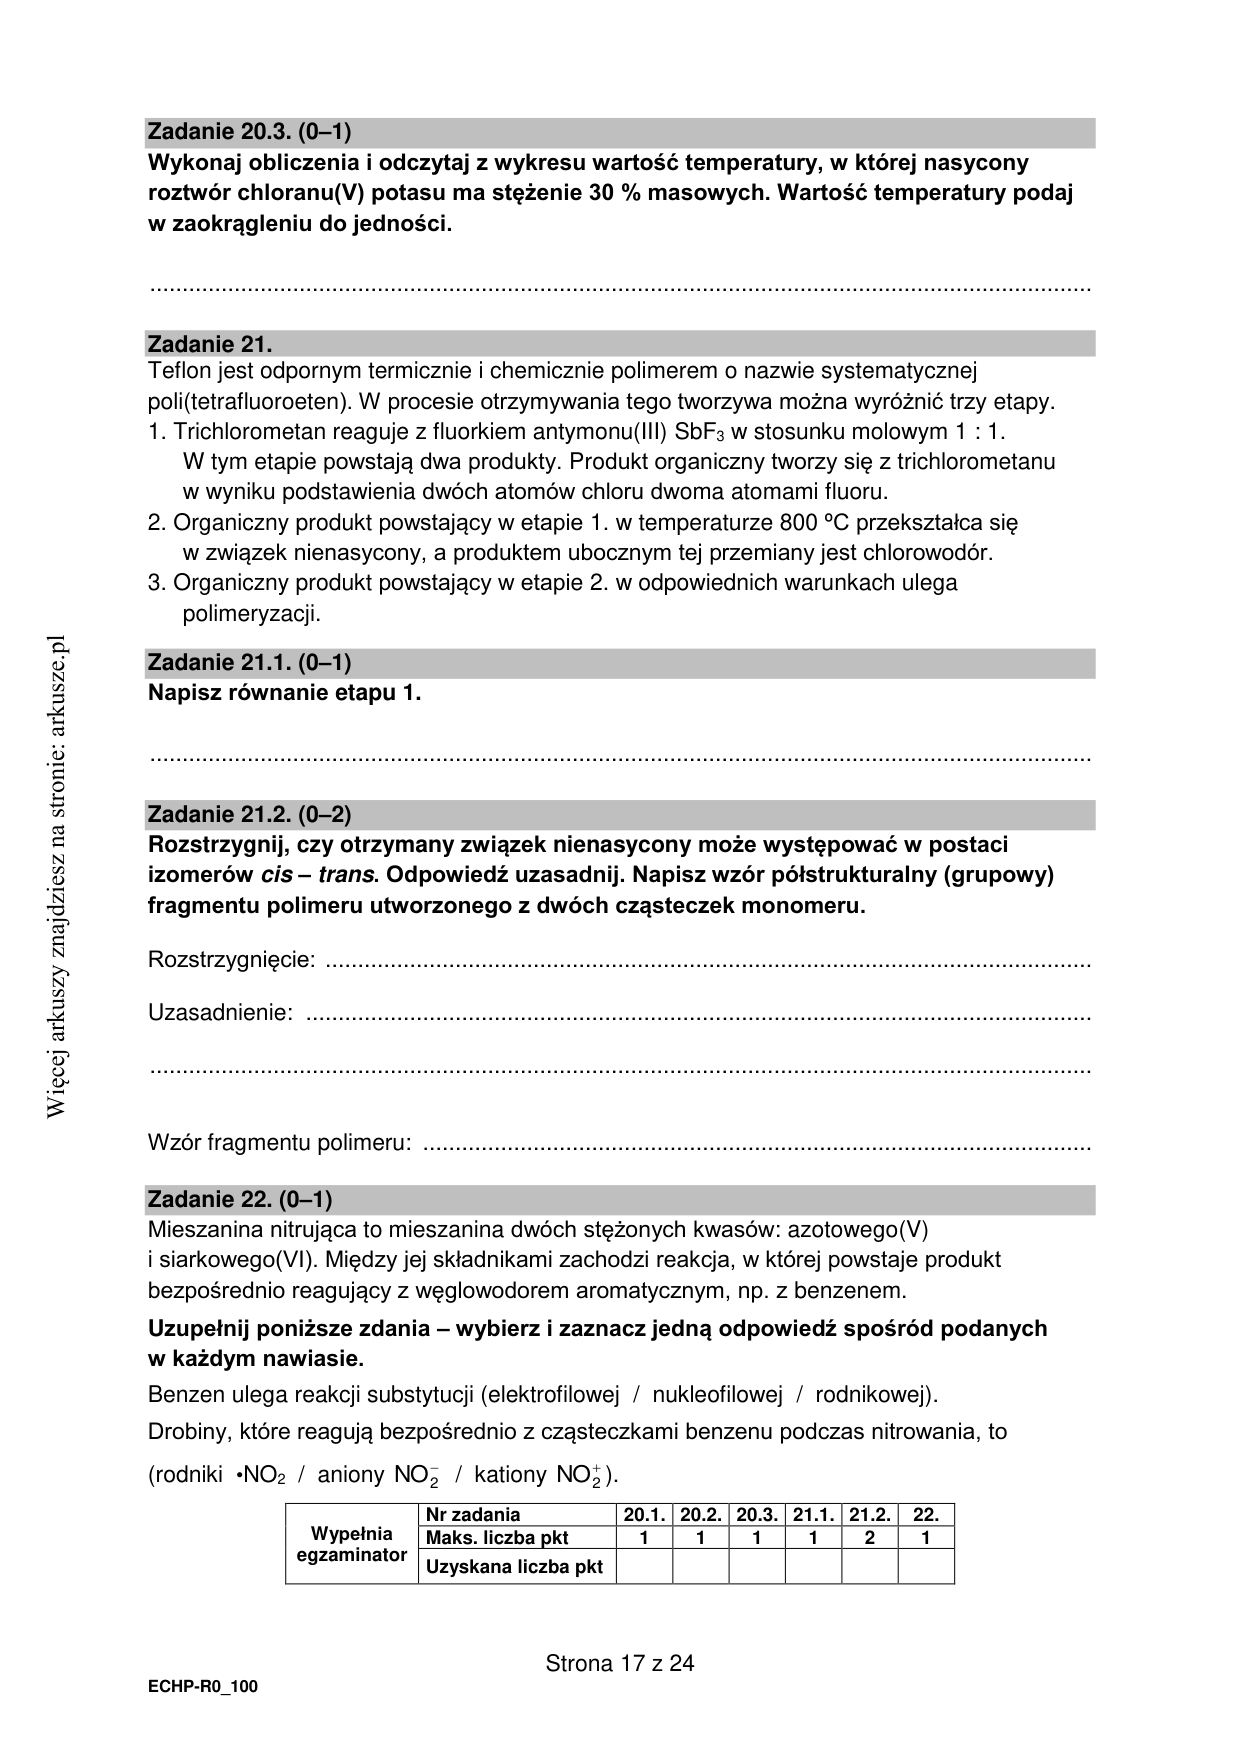 Zadanie 20.3. (0–1)
Wykonaj obliczenia i odczytaj z wykresu wartość temperatury, w której nasycony
roztwór chloranu(V) potasu ma stężenie 30 % masowych. Wartość temperatury podaj
w zaokrągleniu do jedności.
................................................................................................................................................
Zadanie 21.
Teflon jest odpornym termicznie i chemicznie polimerem o nazwie systematycznej
poli(tetrafluoroeten). W procesie otrzymywania tego tworzywa można wyróżnić trzy etapy.
1. Trichlorometan reaguje z fluorkiem antymonu(III) SbF₃ w stosunku molowym 1 : 1.
W tym etapie powstają dwa produkty. Produkt organiczny tworzy się z trichlorometanu
w wyniku podstawienia dwóch atomów chloru dwoma atomami fluoru.
2. Organiczny produkt powstający w etapie 1. w temperaturze 800 ºC przekształca się
w związek nienasycony, a produktem ubocznym tej przemiany jest chlorowodór.
3. Organiczny produkt powstający w etapie 2. w odpowiednich warunkach ulega
polimeryzacji.
Zadanie 21.1. (0–1)
Napisz równanie etapu 1.
................................................................................................................................................
Zadanie 21.2. (0–2)
Rozstrzygnij, czy otrzymany związek nienasycony może występować w postaci
izomerów cis – trans. Odpowiedź uzasadnij. Napisz wzór półstrukturalny (grupowy)
fragmentu polimeru utworzonego z dwóch cząsteczek monomeru.
Rozstrzygnięcie: .....................................................................................................................
Uzasadnienie: ........................................................................................................................
................................................................................................................................................
Wzór fragmentu polimeru: ......................................................................................................
Zadanie 22. (0–1)
Mieszanina nitrująca to mieszanina dwóch stężonych kwasów: azotowego(V)
i siarkowego(VI). Między jej składnikami zachodzi reakcja, w której powstaje produkt
bezpośrednio reagujący z węglowodorem aromatycznym, np. z benzenem.
Uzupełnij poniższe zdania – wybierz i zaznacz jedną odpowiedź spośród podanych
w każdym nawiasie.
Benzen ulega reakcji substytucji (elektrofilowej / nukleofilowej / rodnikowej).
Drobiny, które reagują bezpośrednio z cząsteczkami benzenu podczas nitrowania, to
(rodniki •NO₂ / aniony NO₂⁻ / kationy NO₂⁺).
Wypełnia egzaminator
Nr zadania 20.1. 20.2. 20.3. 21.1. 21.2. 22.
Maks. liczba pkt 1 1 1 1 2 1
Uzyskana liczba pkt
Strona 17 z 24
ECHP-R0_100
Więcej arkuszy znajdziesz na stronie: arkusze.pl